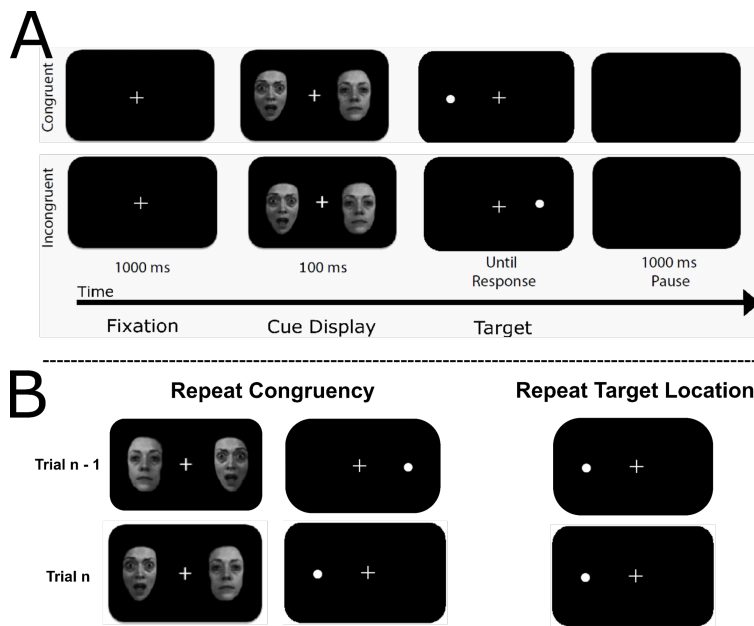 A
Congruent
Incongruent
1000 ms
100 ms
Until
Response
1000 ms
Pause
Time
Fixation
Cue Display
Target
B
Repeat Congruency
Repeat Target Location
Trial n - 1
Trial n